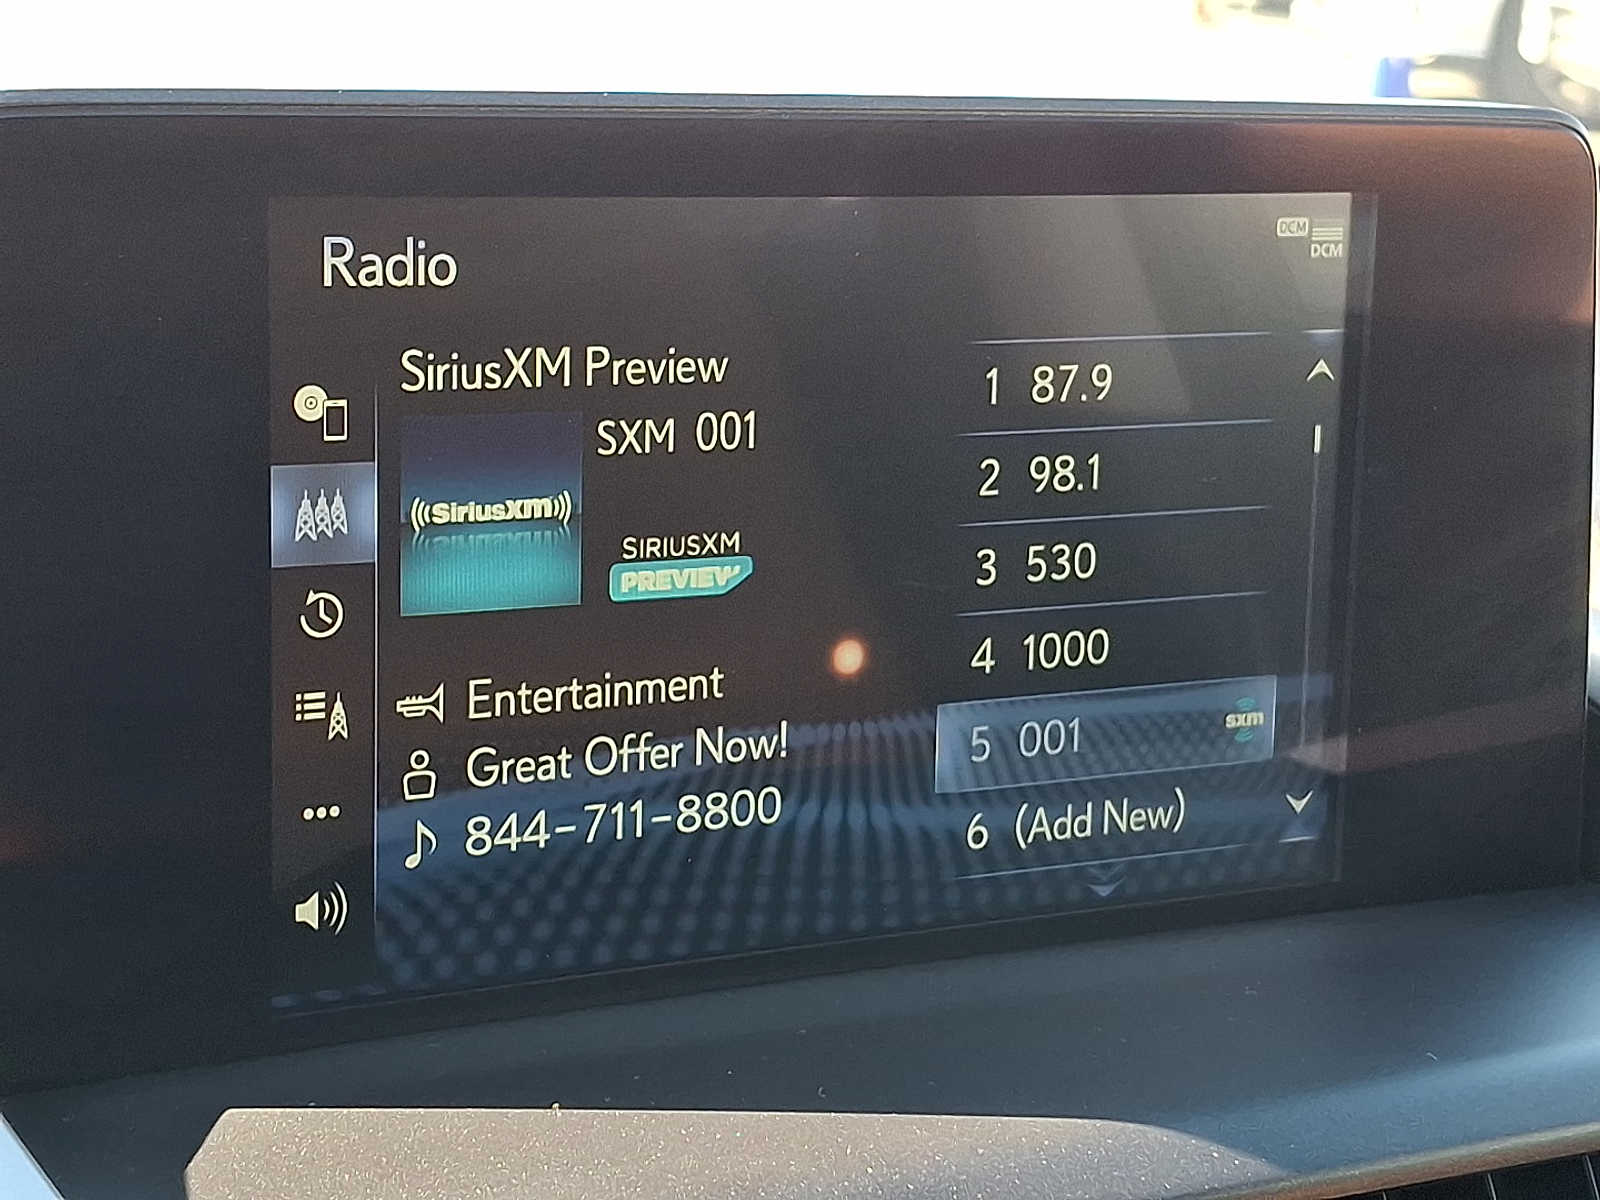 Radio
DCM
DCM
SiriusXM Preview
SXM 001
((SiriusXM))
SIRIUSXM
PREVIEW
Entertainment
Great Offer Now!
844-711-8800
1 87.9
2 98.1
3 530
4 1000
5 001 sxm
6 (Add New)